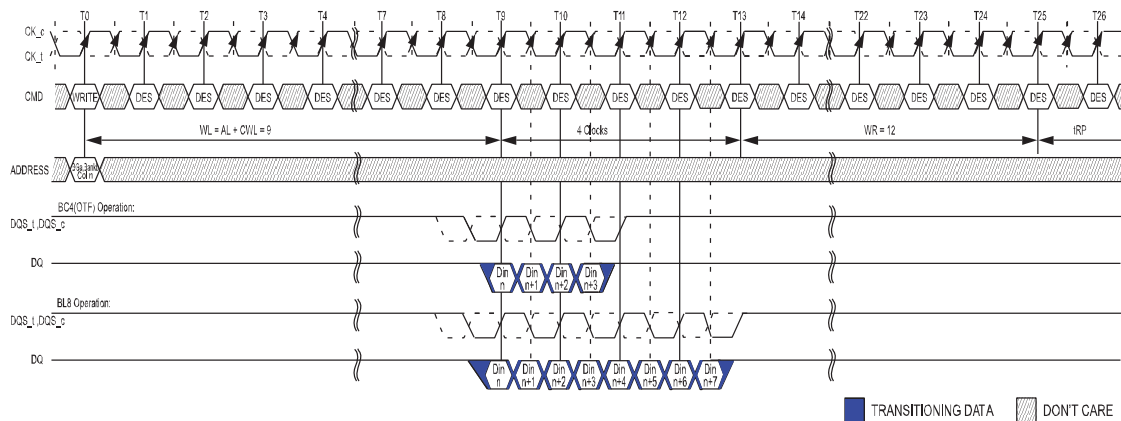 T0 T1 T2 T3 T4 T7 T8 T9 T10 T11 T12 T13 T14 T22 T23 T24 T25 T26
CK_c
CK_t
CMD WRITE DES DES DES DES DES DES DES DES DES DES DES DES DES DES DES DES DES
WL = AL + CWL = 9 4 Clocks WR = 12 tRP
ADDRESS
Col n
BC4(OTF) Operation:
DQS_t ,DQS_c
DQ Din n Din n+1 Din n+2 Din n+3
BL8 Operation:
DQS_t ,DQS_c
DQ Din n Din n+1 Din n+2 Din n+3 Din n+4 Din n+5 Din n+6 Din n+7
TRANSITIONING DATA DON'T CARE